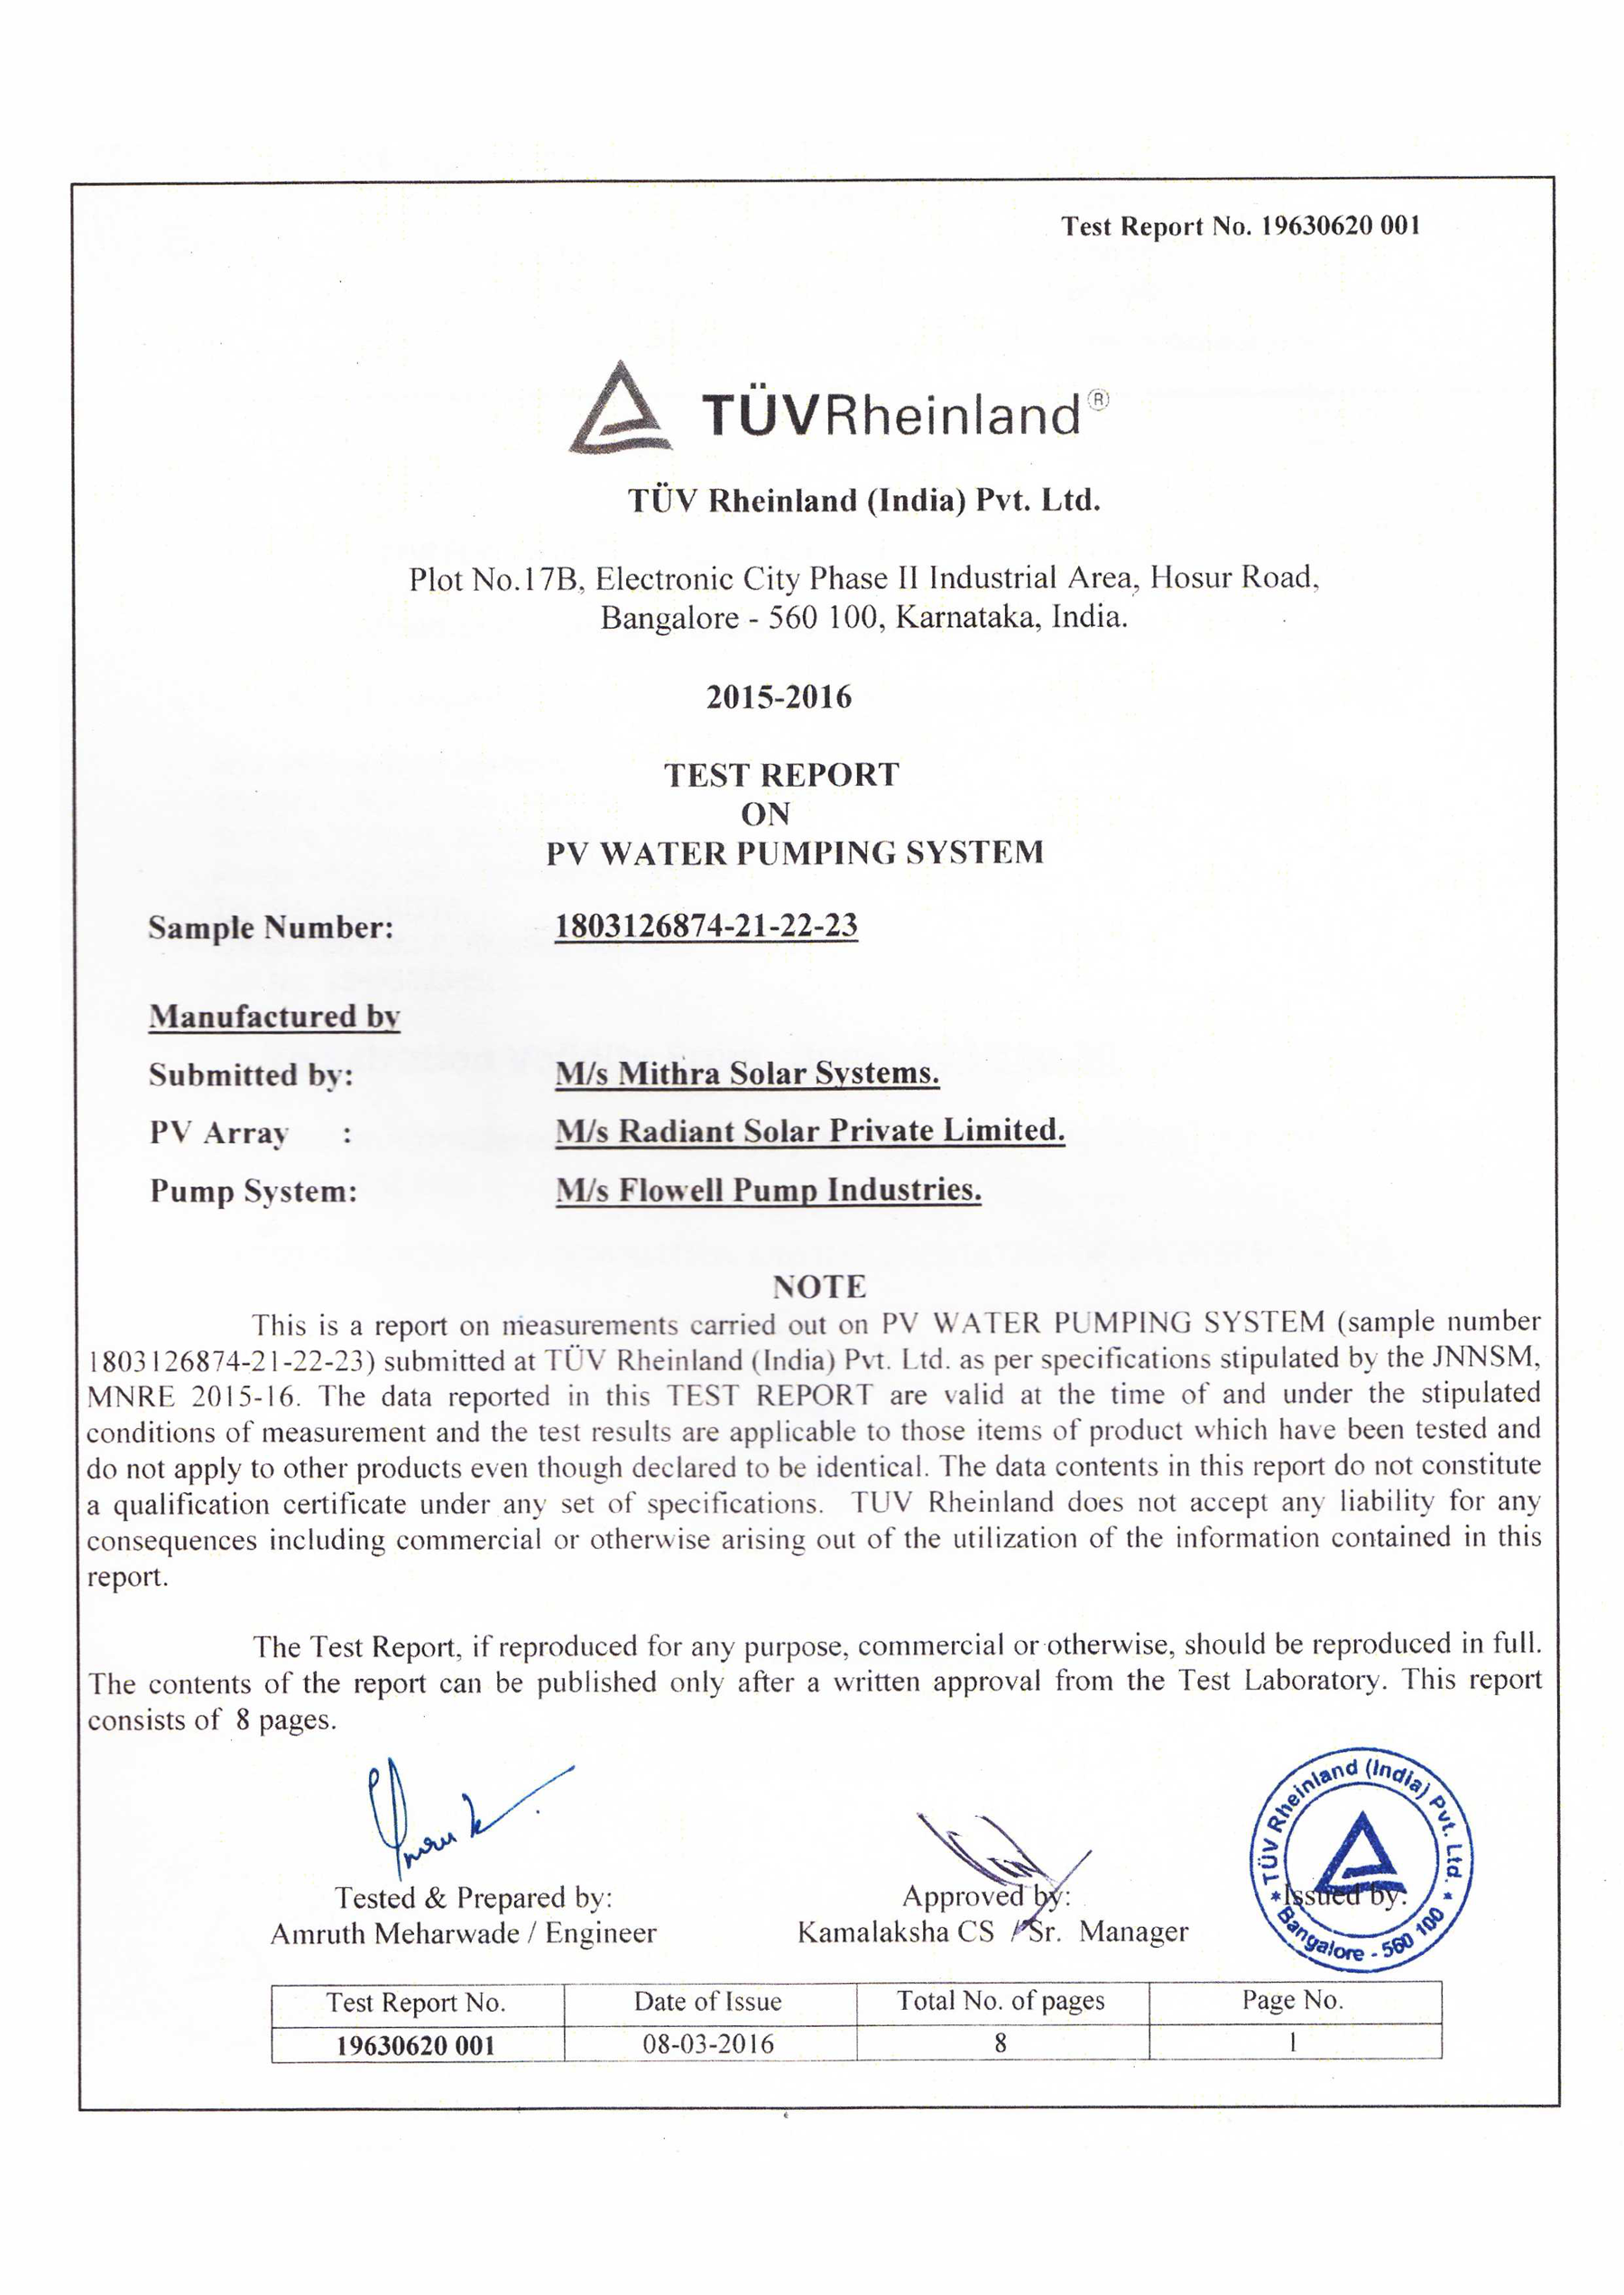 Test Report No. 19630620 001
TÜVRheinland®
TÜV Rheinland (India) Pvt. Ltd.
Plot No.17B, Electronic City Phase II Industrial Area, Hosur Road,
Bangalore - 560 100, Karnataka, India.
2015-2016
TEST REPORT
ON
PV WATER PUMPING SYSTEM
Sample Number: 1803126874-21-22-23
Manufactured by
Submitted by: M/s Mithra Solar Systems.
PV Array : M/s Radiant Solar Private Limited.
Pump System: M/s Flowell Pump Industries.
NOTE
This is a report on measurements carried out on PV WATER PUMPING SYSTEM (sample number
1803126874-21-22-23) submitted at TÜV Rheinland (India) Pvt. Ltd. as per specifications stipulated by the JNNSM,
MNRE 2015-16. The data reported in this TEST REPORT are valid at the time of and under the stipulated
conditions of measurement and the test results are applicable to those items of product which have been tested and
do not apply to other products even though declared to be identical. The data contents in this report do not constitute
a qualification certificate under any set of specifications. TUV Rheinland does not accept any liability for any
consequences including commercial or otherwise arising out of the utilization of the information contained in this
report.
The Test Report, if reproduced for any purpose, commercial or otherwise, should be reproduced in full.
The contents of the report can be published only after a written approval from the Test Laboratory. This report
consists of 8 pages.
TÜV Rheinland (India) Pvt. Ltd. * Bangalore - 560 100 *
Tested & Prepared by: Approved by: Issued by:
Amruth Meharwade / Engineer Kamalaksha CS / Sr. Manager
Test Report No. Date of Issue Total No. of pages Page No.
19630620 001 08-03-2016 8 1